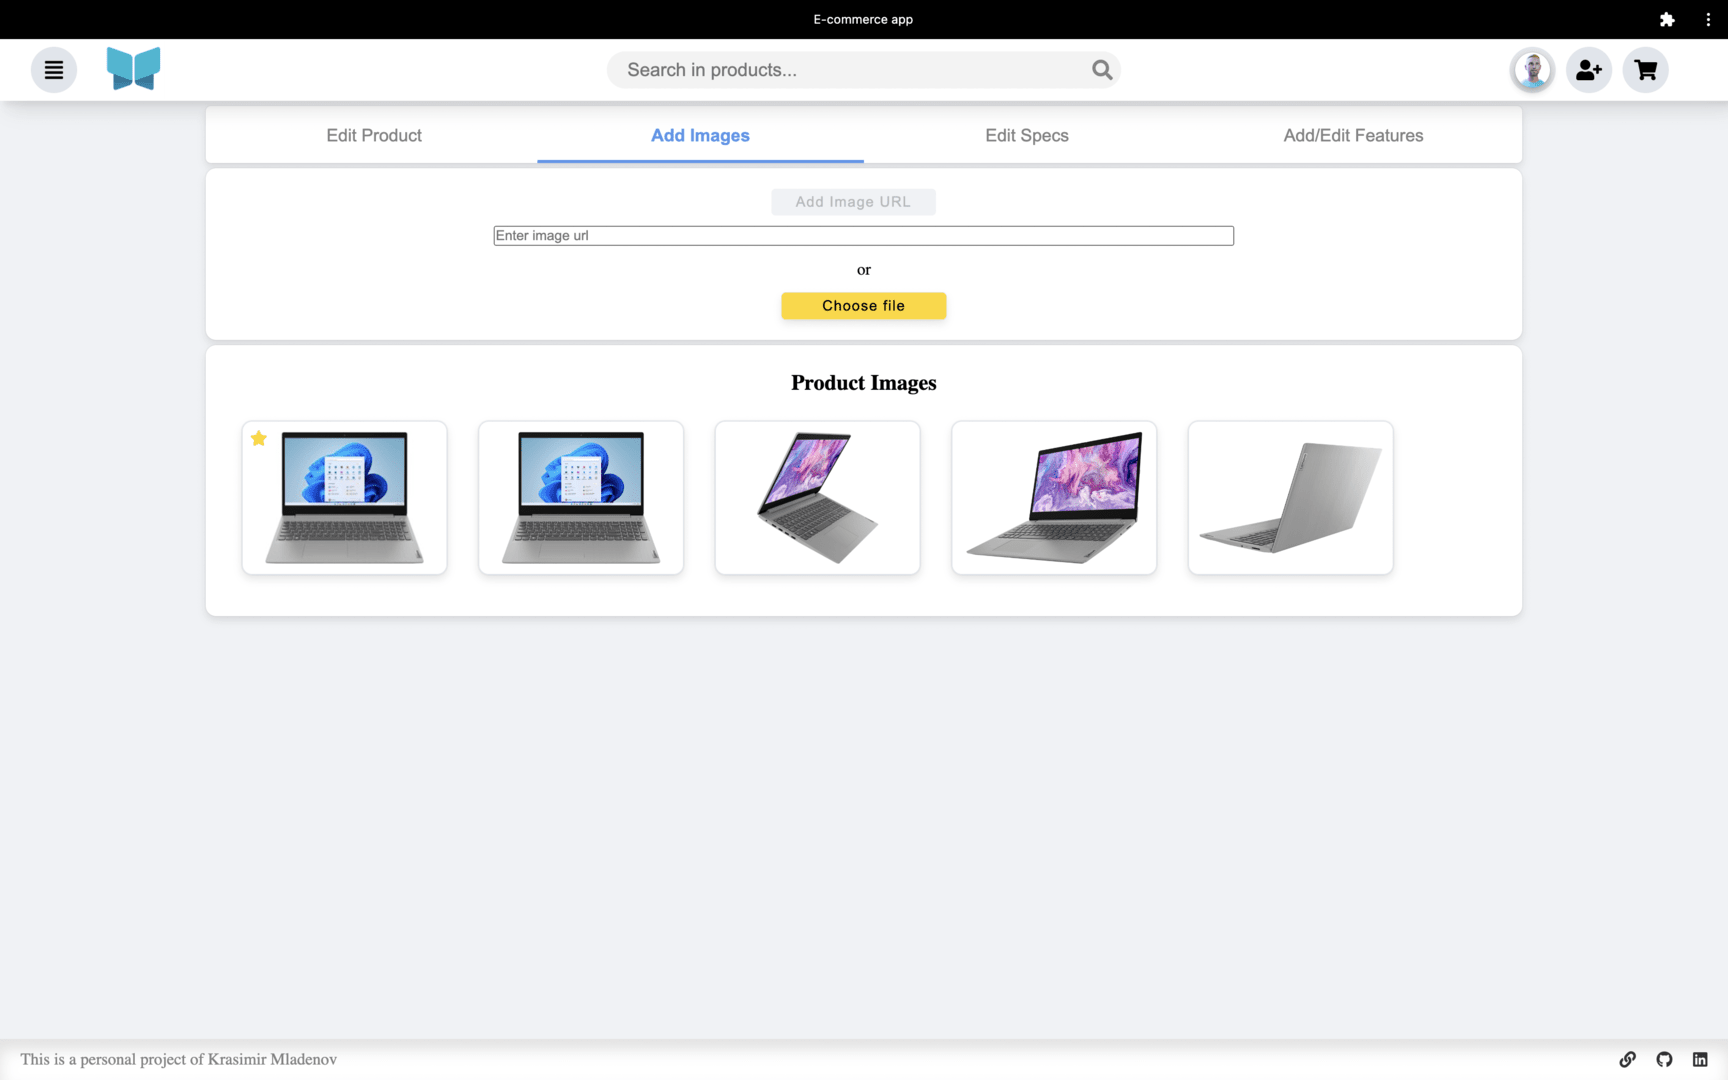 E-commerce app
Search in products...
Edit Product
Add Images
Edit Specs
Add/Edit Features
Add Image URL
Enter image url
or
Choose file
Product Images
This is a personal project of Krasimir Mladenov